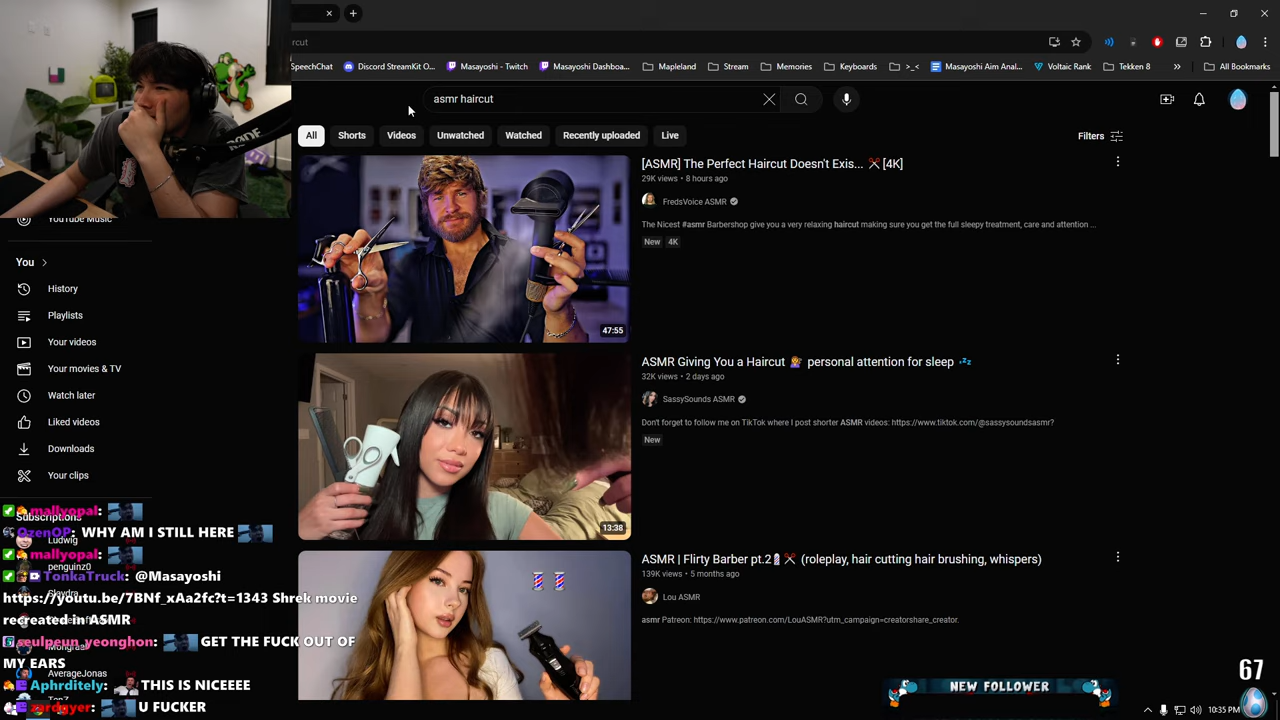 rcut
SpeechChat
Discord StreamKit O...
Masayoshi - Twitch
Masayoshi Dashboa...
Mapleland
Stream
Memories
Keyboards
>_<
Masayoshi Aim Anal...
Voltaic Rank
Tekken 8
»
All Bookmarks
asmr haircut
All
Shorts
Videos
Unwatched
Watched
Recently uploaded
Live
Filters
RØDE
YouTube Music
You >
History
Playlists
Your videos
Your movies & TV
Watch later
Liked videos
Downloads
Your clips
Subscriptions
Ludwig
penguinz0
AverageJonas
[ASMR] The Perfect Haircut Doesn't Exis... ✂️[4K]
29K views • 8 hours ago
FredsVoice ASMR
The Nicest #asmr Barbershop give you a very relaxing haircut making sure you get the full sleepy treatment, care and attention ...
New 4K
47:55
ASMR Giving You a Haircut 💇‍♀️ personal attention for sleep 💤
32K views • 2 days ago
SassySounds ASMR
Don't forget to follow me on TikTok where I post shorter ASMR videos: https://www.tiktok.com/@sassysoundsasmr?
New
13:38
ASMR | Flirty Barber pt.2💈✂️ (roleplay, hair cutting hair brushing, whispers)
139K views • 5 months ago
Lou ASMR
asmr Patreon: https://www.patreon.com/LouASMR?utm_campaign=creatorshare_creator.
mallyopal:
OzenOP: WHY AM I STILL HERE
mallyopal:
TonkaTruck: @Masayoshi
https://youtu.be/7BNf_xAa2fc?t=1343 Shrek movie
recreated in ASMR
seulpeun_yeonghon: GET THE FUCK OUT OF
MY EARS
Aphrditely: THIS IS NICEEEE
zardgyer: U FUCKER
NEW FOLLOWER
67
10:35 PM